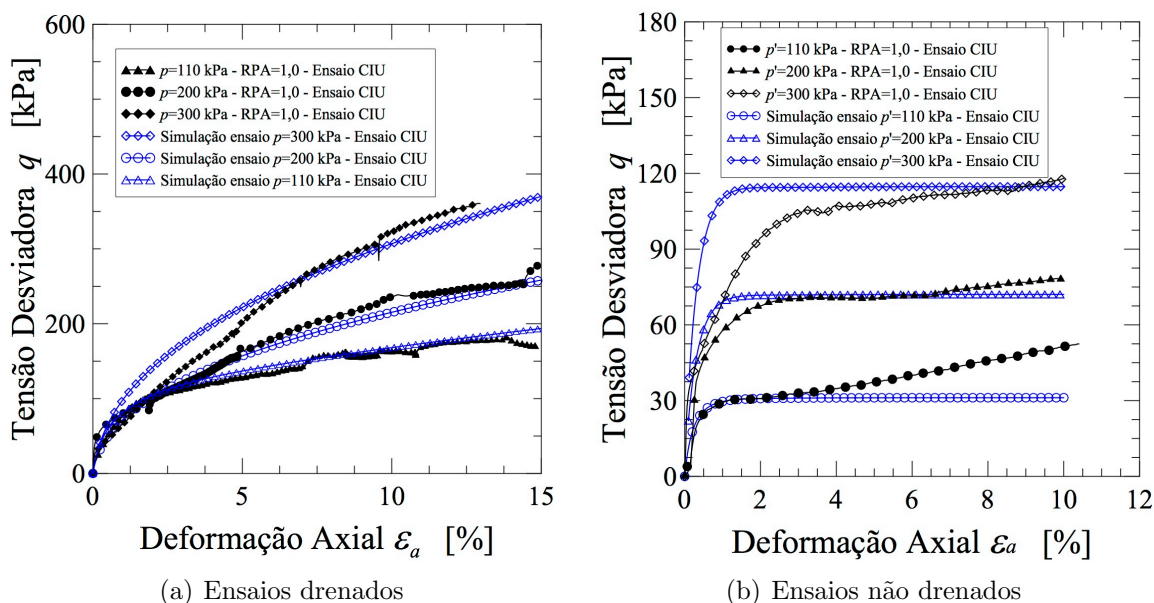 600
400
200
0
0
5
10
15
Tensão Desviadora q [kPa]
p=110 kPa - RPA=1,0 - Ensaio CIU
p=200 kPa - RPA=1,0 - Ensaio CIU
p=300 kPa - RPA=1,0 - Ensaio CIU
Simulação ensaio p=300 kPa - Ensaio CIU
Simulação ensaio p=200 kPa - Ensaio CIU
Simulação ensaio p=110 kPa - Ensaio CIU
Deformação Axial εa [%]
(a) Ensaios drenados
180
150
120
90
60
30
0
0
2
4
6
8
10
12
Tensão Desviadora q [kPa]
p'=110 kPa - RPA=1,0 - Ensaio CIU
p'=200 kPa - RPA=1,0 - Ensaio CIU
p'=300 kPa - RPA=1,0 - Ensaio CIU
Simulação ensaio p'=110 kPa - Ensaio CIU
Simulação ensaio p'=200 kPa - Ensaio CIU
Simulação ensaio p'=300 kPa - Ensaio CIU
Deformação Axial εa [%]
(b) Ensaios não drenados